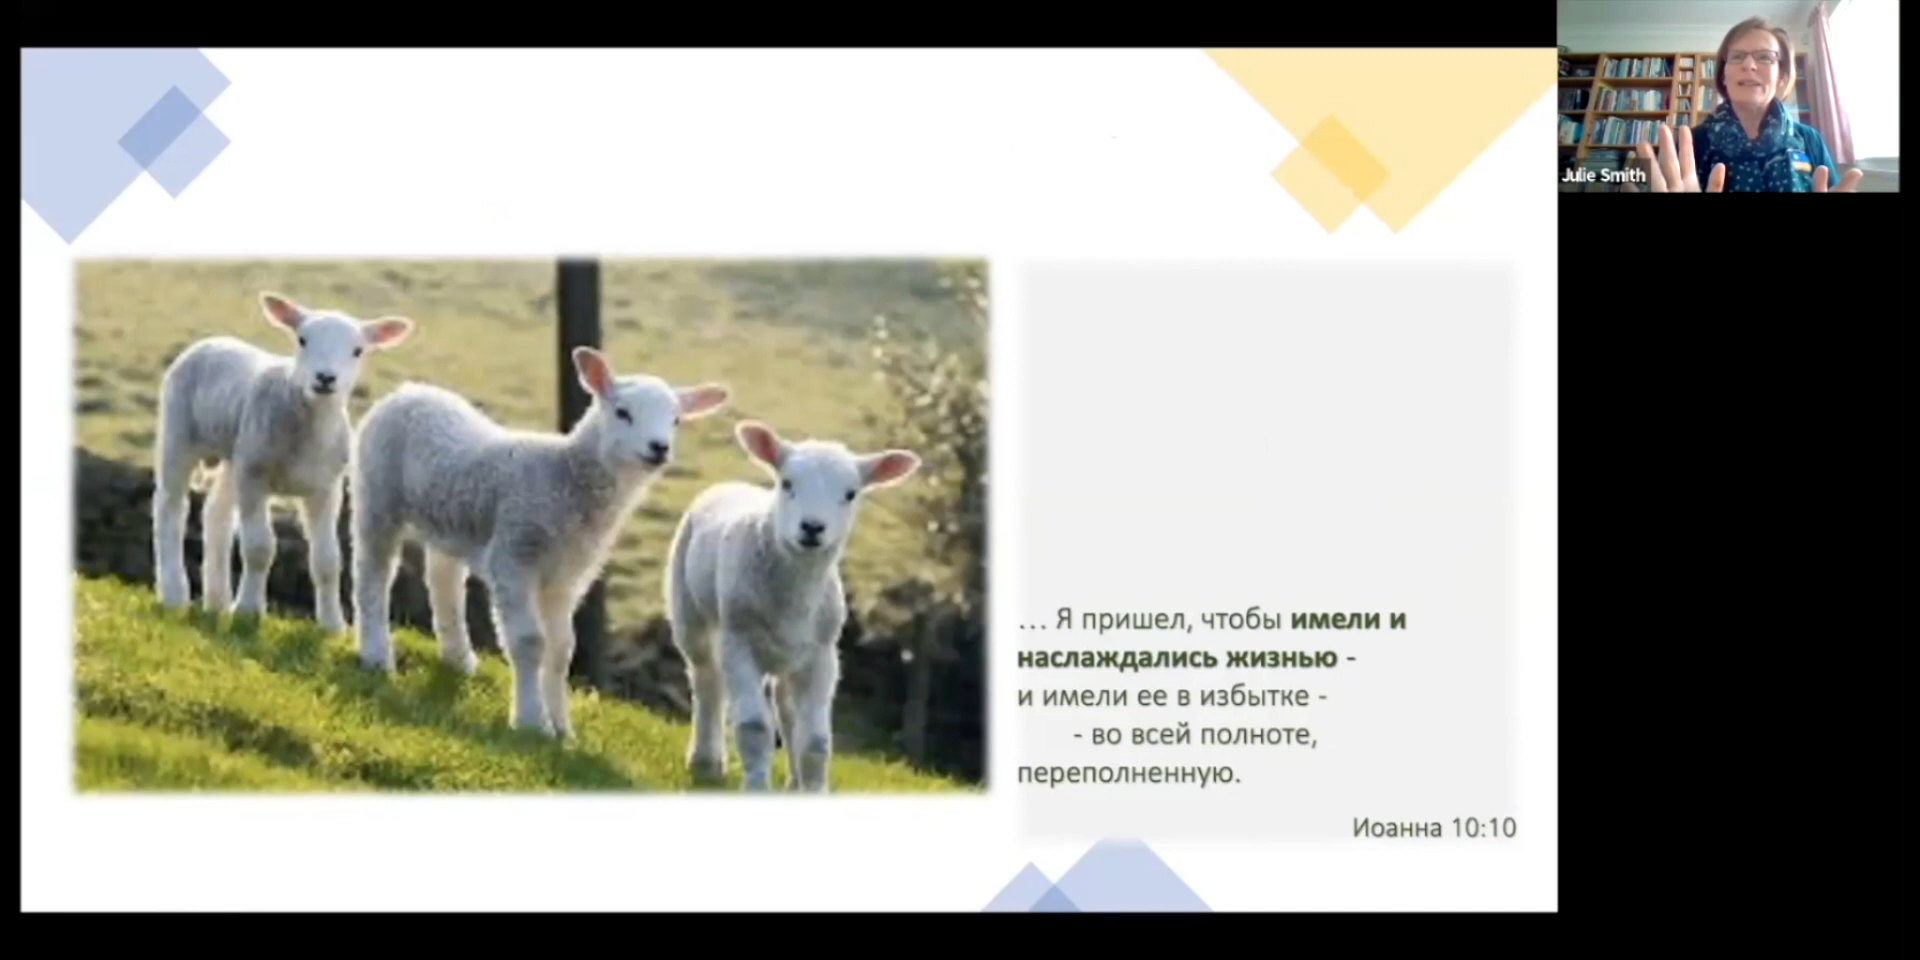 Julie Smith
… Я пришел, чтобы имели и
наслаждались жизнью -
и имели ее в избытке -
- во всей полноте,
переполненную.
Иоанна 10:10